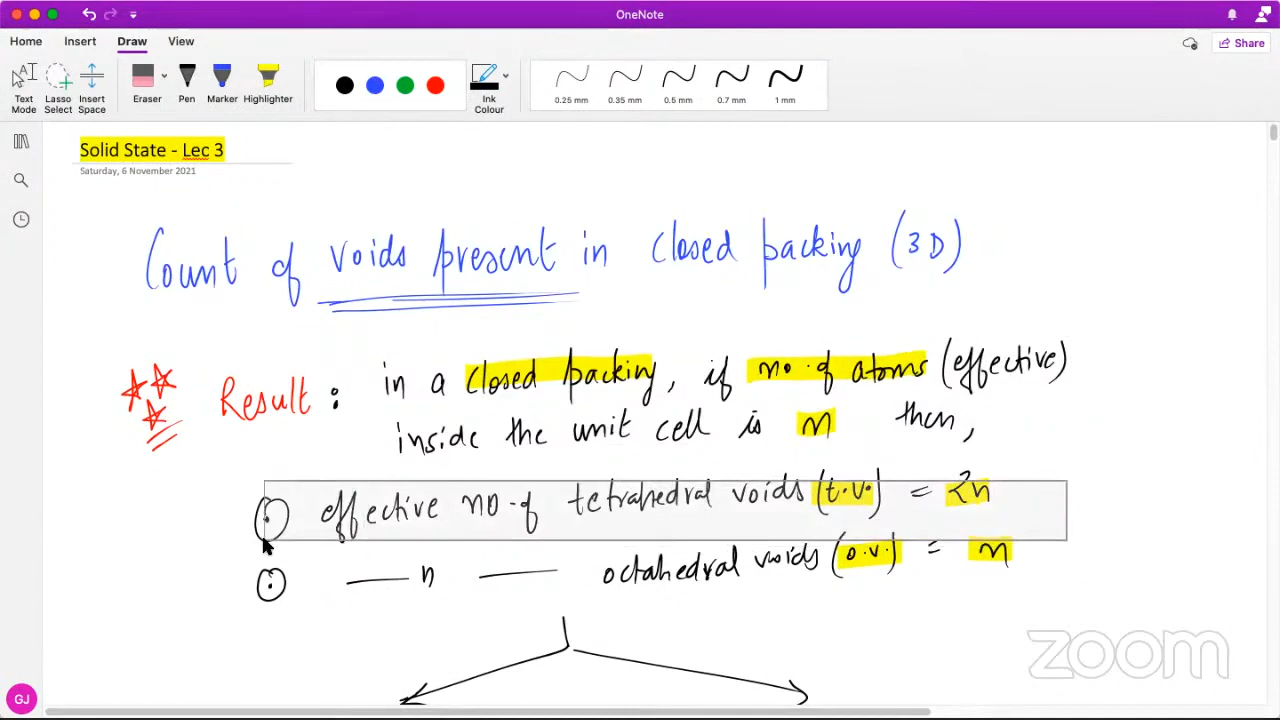 OneNote
Home Insert Draw View
Share
Text Mode
Lasso Select
Insert Space
Eraser
Pen
Marker
Highlighter
Ink Colour
0.25 mm 0.35 mm 0.5 mm 0.7 mm 1 mm
Solid State - Lec 3
Saturday, 6 November 2021
Count of voids present in closed packing (3D)
Result : in a closed packing, if no. of atoms (effective)
inside the unit cell is n then,
effective no. of tetrahedral voids (t.v.) = 2n
—— n —— octahedral voids (o.v.) = n
zoom
GJ